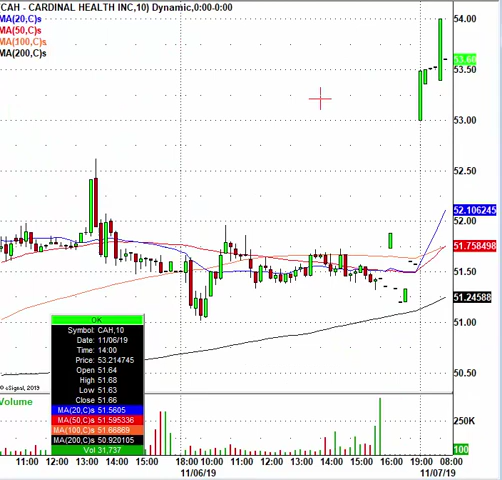 CAH - CARDINAL HEALTH INC,10) Dynamic,0:00-0:00
MA(20,C)s
MA(50,C)s
MA(100,C)s
MA(200,C)s
54.00
53.60
53.50
53.00
52.50
52.106245
52.00
51.758498
51.50
51.24588
51.00
50.50
OK
Symbol: CAH,10
Date: 11/06/19
Time: 14:00
Price: 53.214745
Open 51.64
High 51.68
Low 51.63
Close 51.66
MA(20,C)s 51.5605
MA(50,C)s 51.595336
MA(100,C)s 51.66869
MA(200,C)s 50.920105
Vol 31,737
© eSignal, 2019
Volume
250K
100
11:00 12:00 13:00 14:00 15:00 18:00 10:00 11:00 12:00 13:00 14:00 15:00 16:00 19:00 08:00
11/06/19 11/07/19